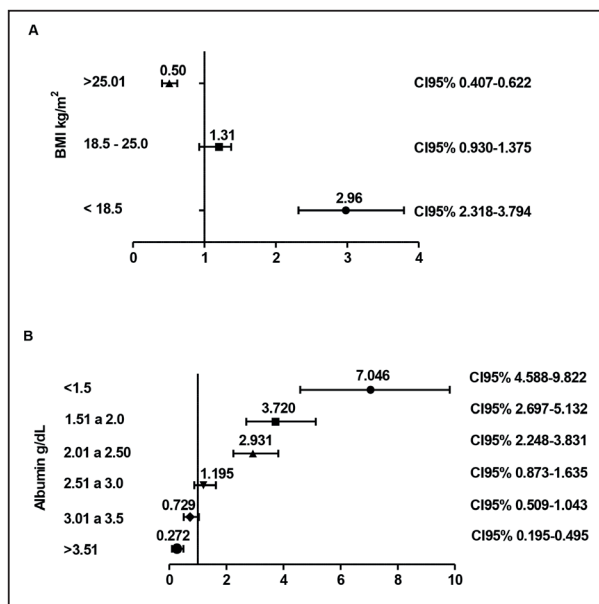 A
BMI kg/m²
>25.01
0.50
CI95% 0.407-0.622
18.5 - 25.0
1.31
CI95% 0.930-1.375
< 18.5
2.96
CI95% 2.318-3.794
0 1 2 3 4
B
Albumin g/dL
<1.5
7.046
CI95% 4.588-9.822
1.51 a 2.0
3.720
CI95% 2.697-5.132
2.01 a 2.50
2.931
CI95% 2.248-3.831
2.51 a 3.0
1.195
CI95% 0.873-1.635
3.01 a 3.5
0.729
CI95% 0.509-1.043
>3.51
0.272
CI95% 0.195-0.495
0 2 4 6 8 10